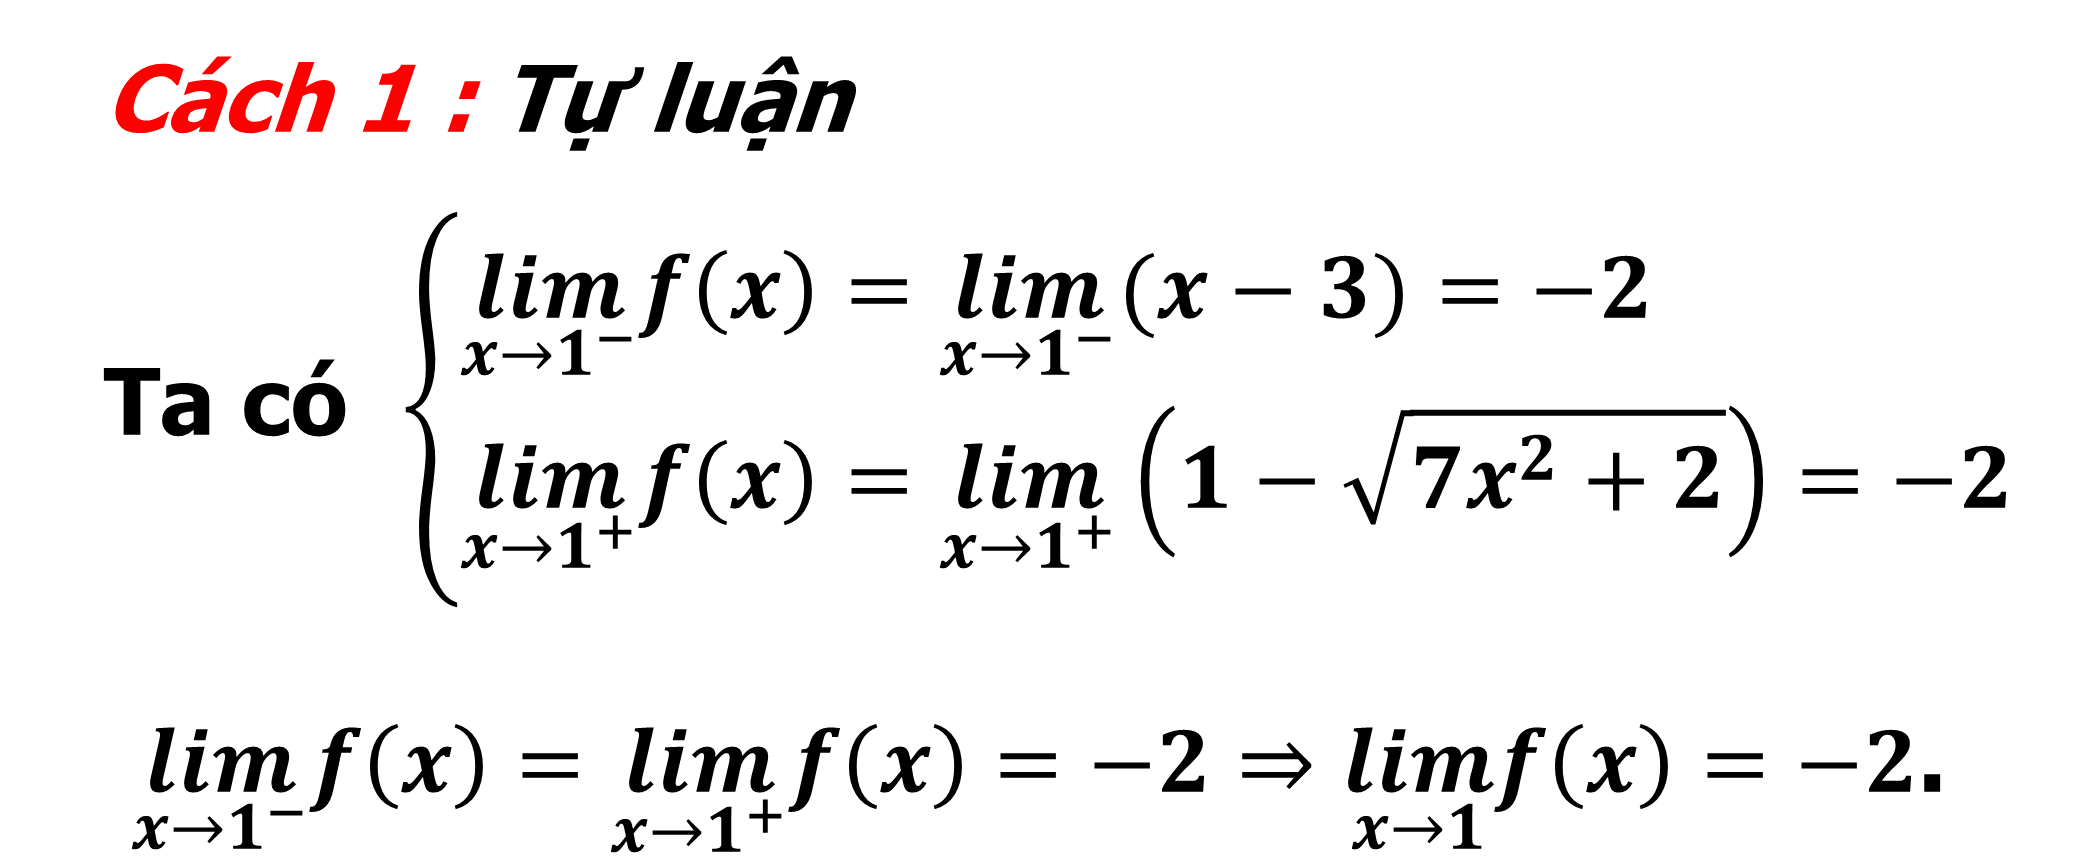 Cách 1 : Tự luận
Ta có { lim_{x→1⁻} f(x) = lim_{x→1⁻} (x − 3) = −2
lim_{x→1⁺} f(x) = lim_{x→1⁺} (1 − √(7x² + 2)) = −2
lim_{x→1⁻} f(x) = lim_{x→1⁺} f(x) = −2 ⇒ lim_{x→1} f(x) = −2.